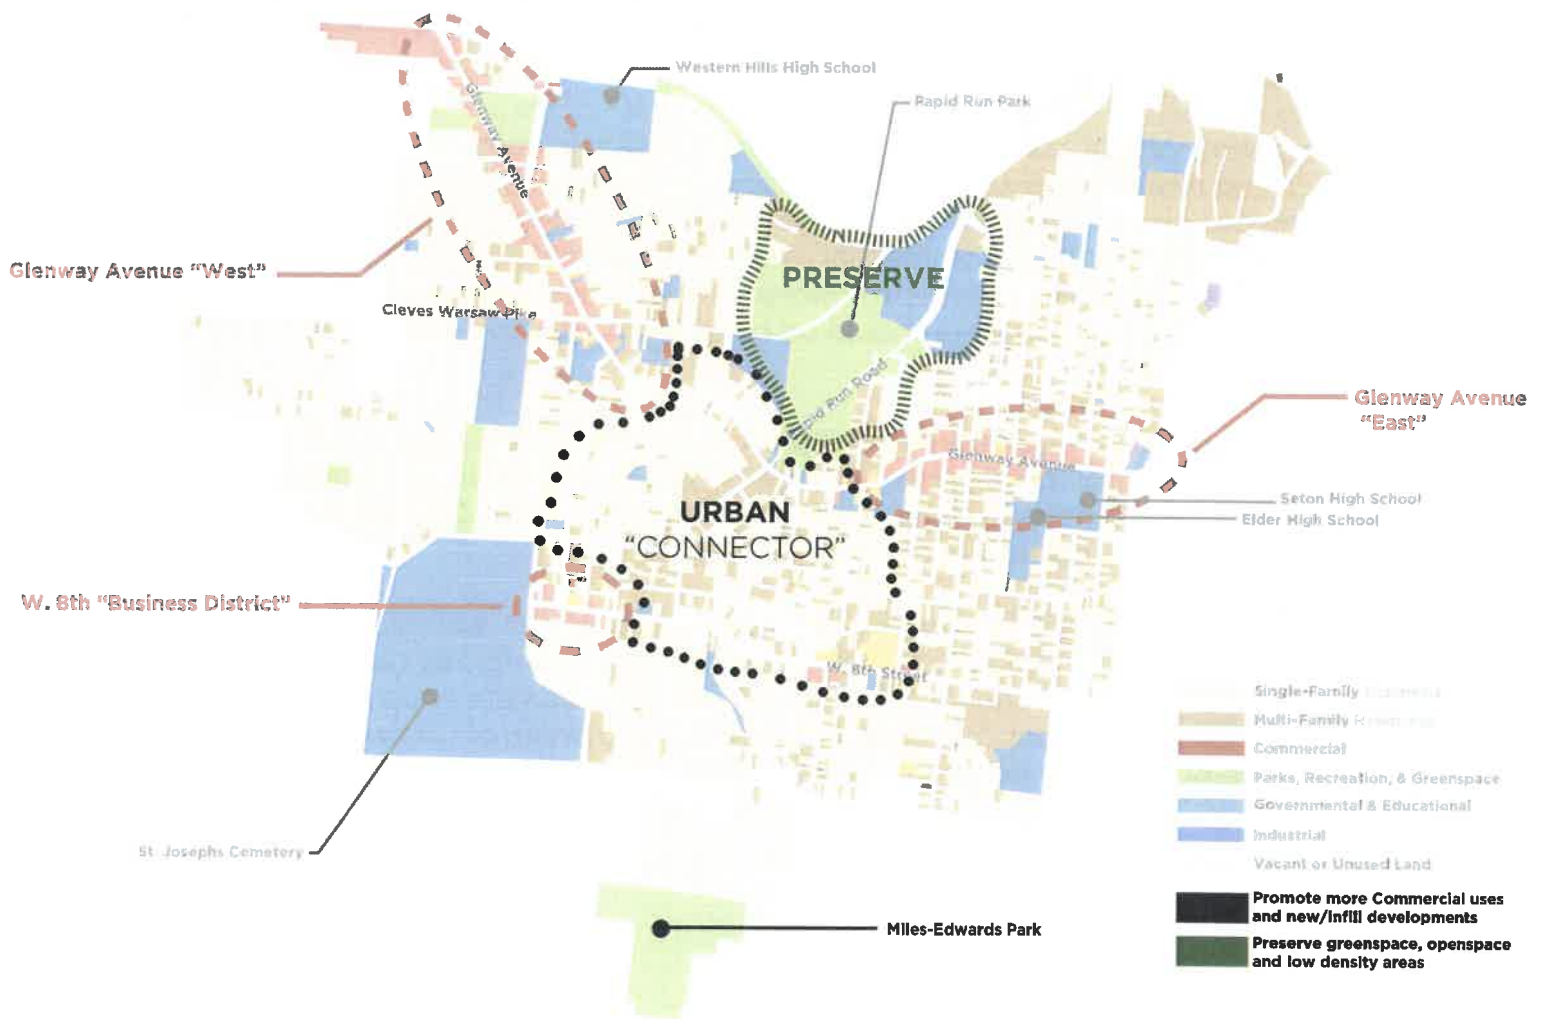 Western Hills High School
Rapid Run Park
Glenway Avenue
Glenway Avenue "West"
PRESERVE
Cleves Warsaw Pike
Rapid Run Road
Glenway Avenue
"East"
Glenway Avenue
Seton High School
Elder High School
URBAN
"CONNECTOR"
W. 8th "Business District"
W. 8th Street
St. Josephs Cemetery
Miles-Edwards Park
Single-Family
Multi-Family
Commercial
Parks, Recreation, & Greenspace
Governmental & Educational
Industrial
Vacant or Unused Land
Promote more Commercial uses
and new/infill developments
Preserve greenspace, openspace
and low density areas